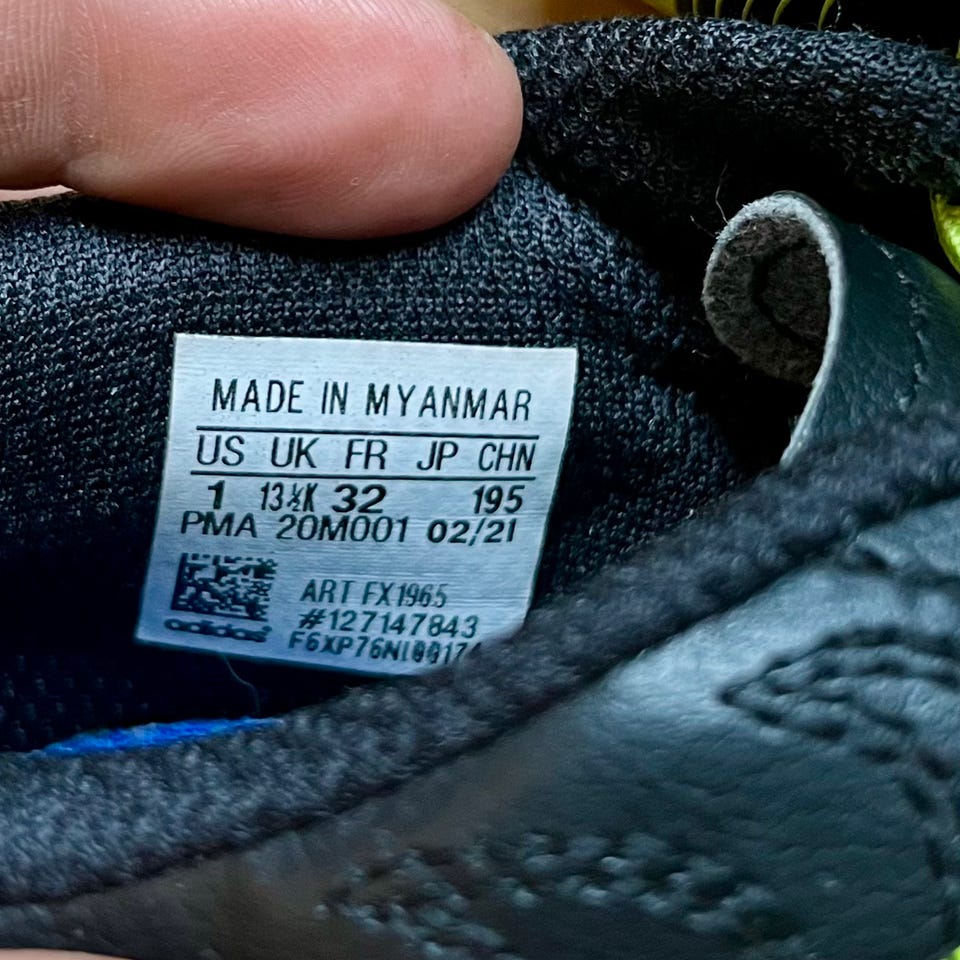 MADE IN MYANMAR
US UK FR JP CHN
1 13½K 32 195
PMA 20M001 02/21
ART FX1965
#127147843
adidas